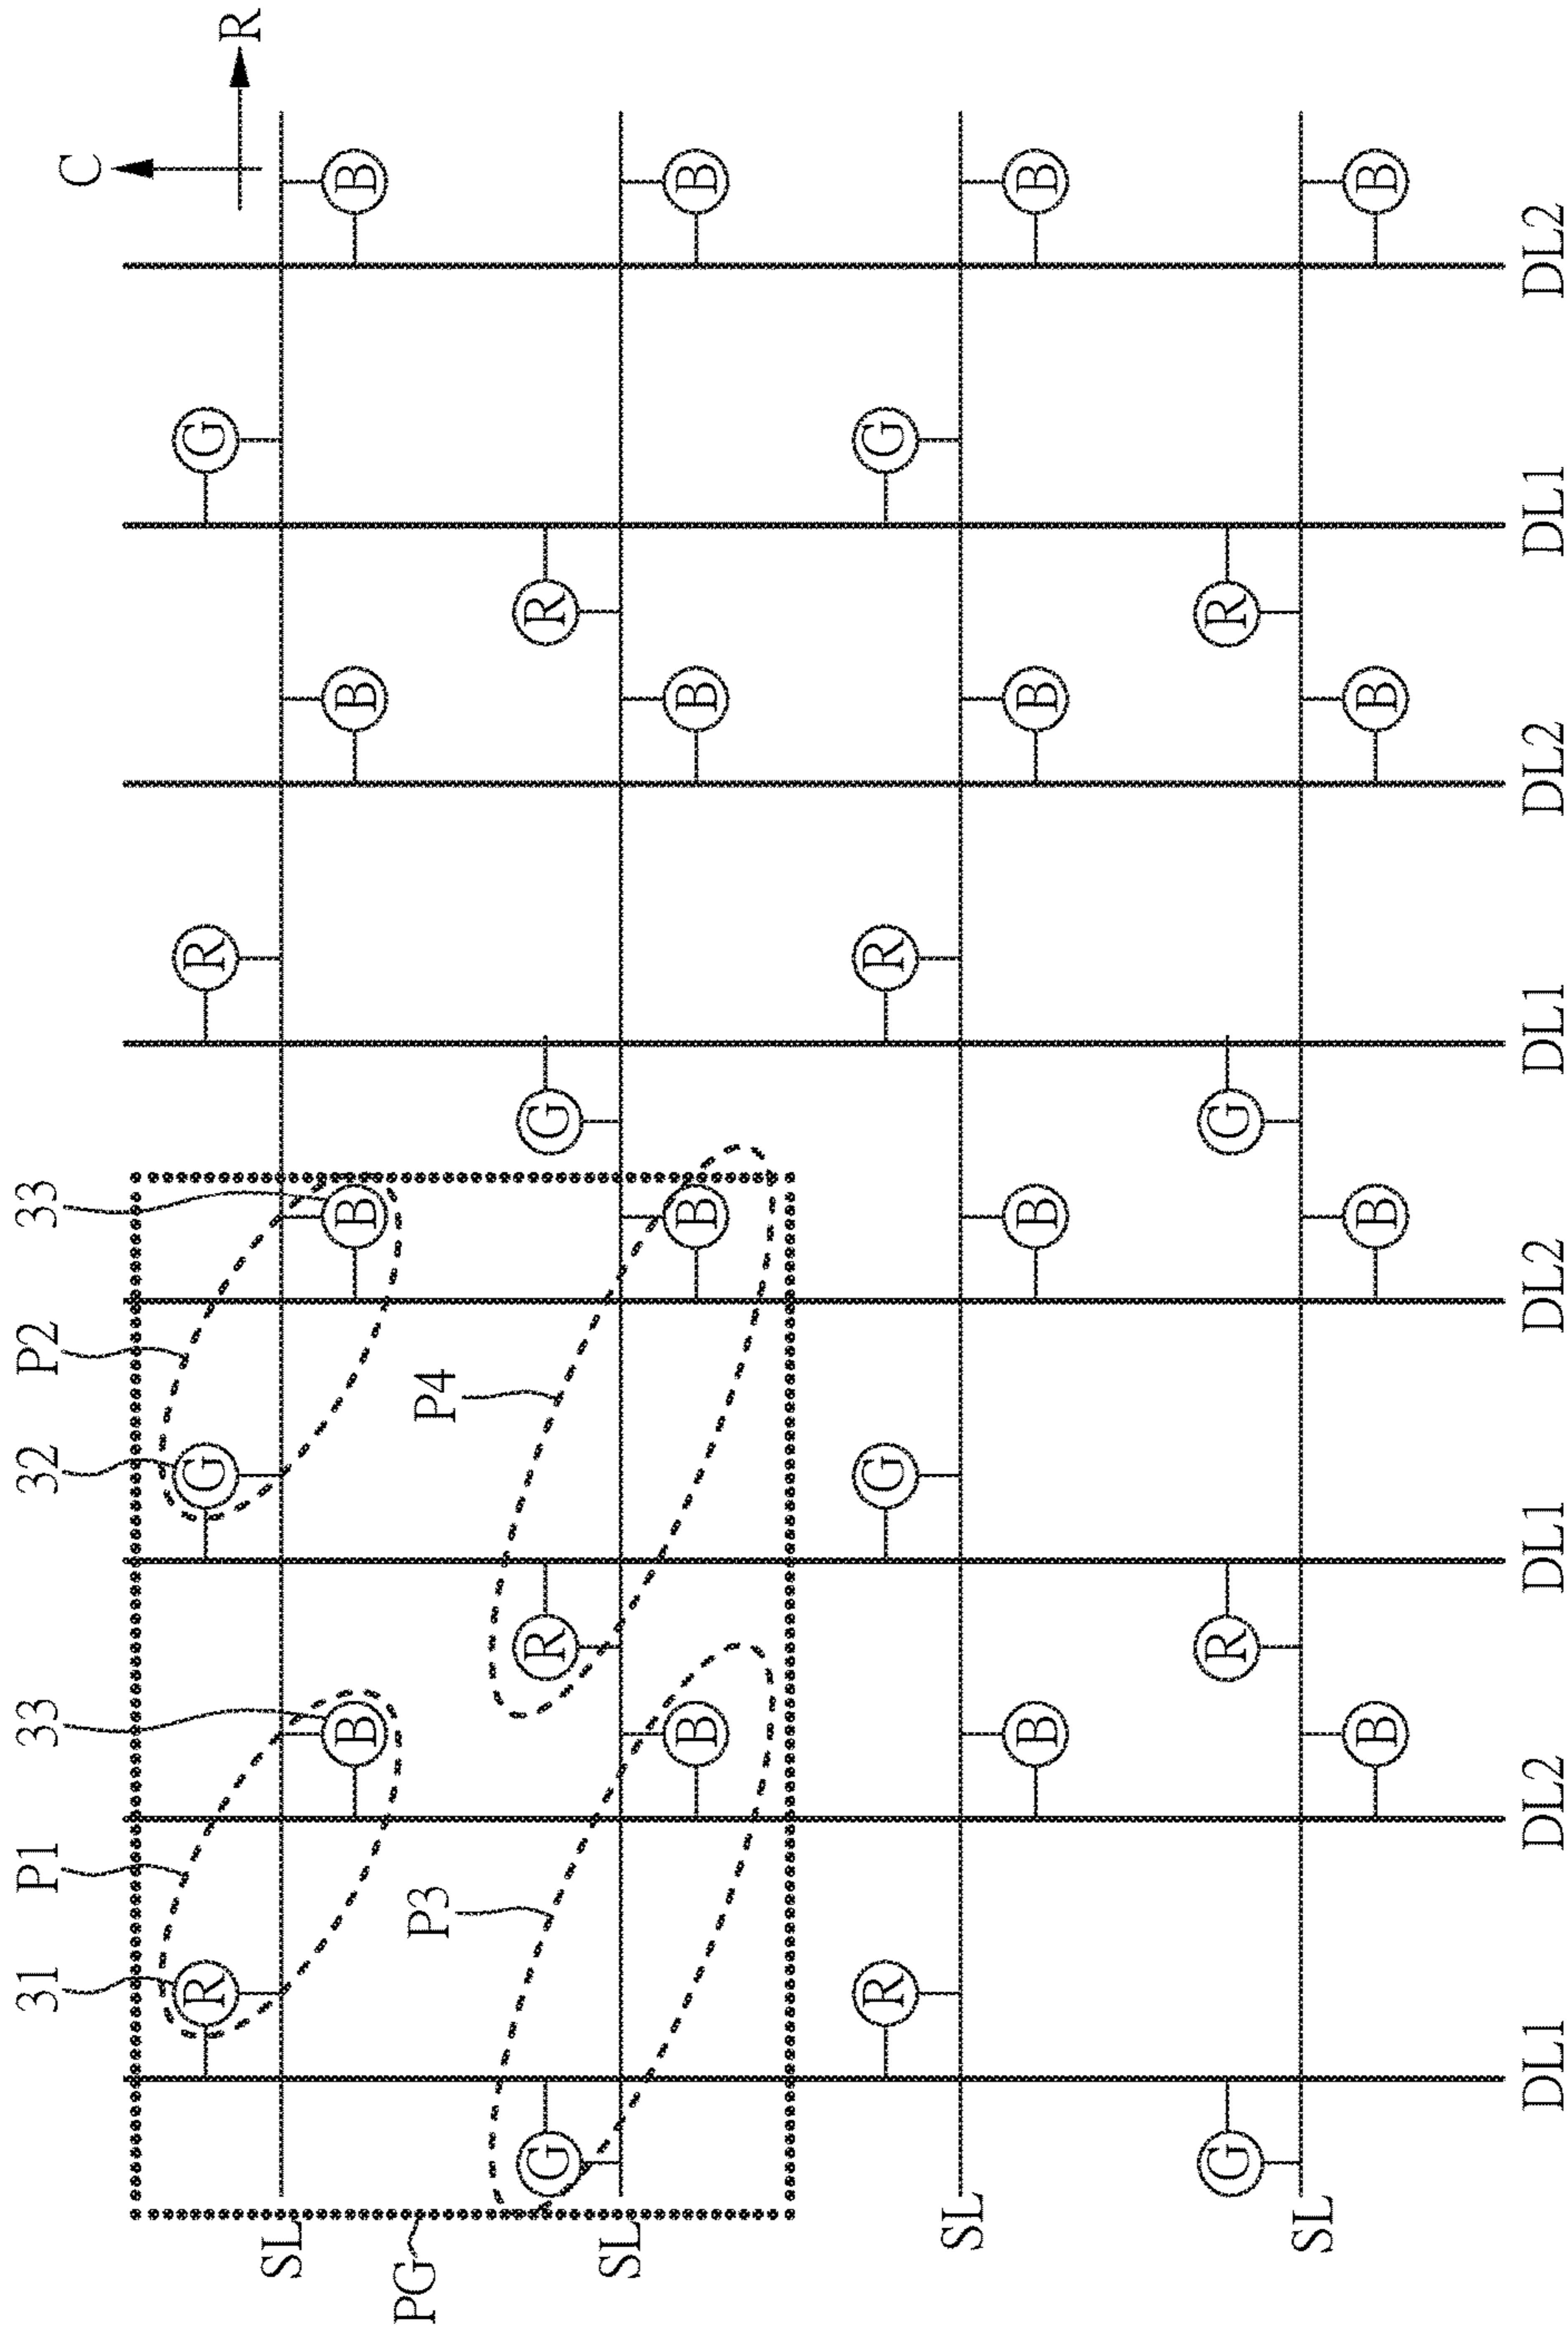 31 P1 33 32 P2 33
C
R G R G R
SL
B B B B
PG P3 P4
G R G R
SL
B B B B
R G R G
SL
B B B B
G R G R
SL
B B B B
DL1 DL2 DL1 DL2 DL1 DL2 DL1 DL2